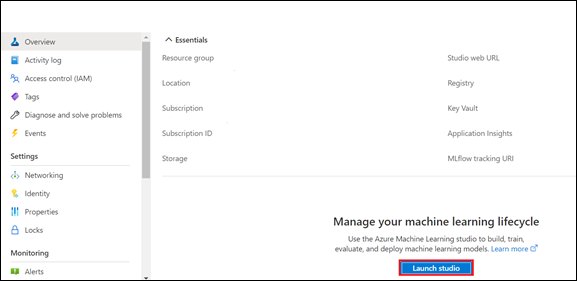 Overview
Activity log
Access control (IAM)
Tags
Diagnose and solve problems
Events
Settings
Networking
Identity
Properties
Locks
Monitoring
Alerts
Essentials
Resource group
Studio web URL
Location
Registry
Subscription
Key Vault
Subscription ID
Application Insights
Storage
MLflow tracking URI
Manage your machine learning lifecycle
Use the Azure Machine Learning studio to build, train,
evaluate, and deploy machine learning models. Learn more
Launch studio